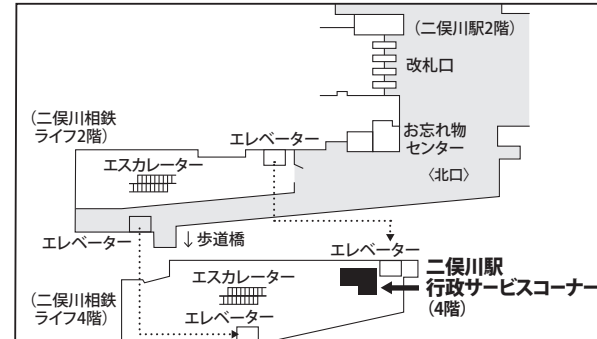 (二俣川駅2階)
改札口
(二俣川相鉄
ライフ2階)
エレベーター
お忘れ物
センター
エスカレーター
〈北口〉
エレベーター
↓歩道橋
エレベーター
二俣川駅
行政サービスコーナー
(4階)
エスカレーター
(二俣川相鉄
ライフ4階)
エレベーター